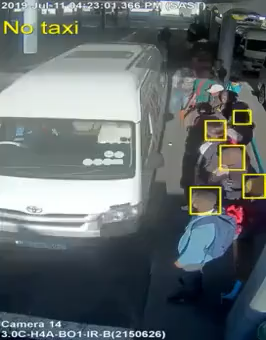 2019-Jul-11 04:23:01.366 PM (SAST)
No taxi
Camera 14
3.0C-H4A-BO1-IR-B(2150626)